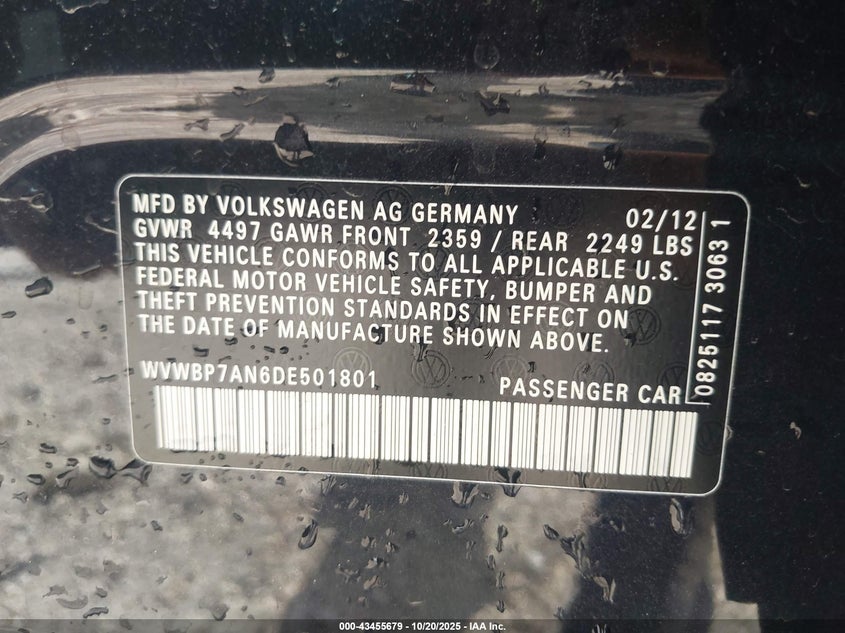 MFD BY VOLKSWAGEN AG GERMANY 02/12
GVWR 4497 GAWR FRONT 2359 / REAR 2249 LBS
THIS VEHICLE CONFORMS TO ALL APPLICABLE U.S.
FEDERAL MOTOR VEHICLE SAFETY, BUMPER AND
THEFT PREVENTION STANDARDS IN EFFECT ON
THE DATE OF MANUFACTURE SHOWN ABOVE.
WVWBP7AN6DE501801 PASSENGER CAR
0825117 3063 1
000-43455679 - 10/20/2025 - IAA Inc.